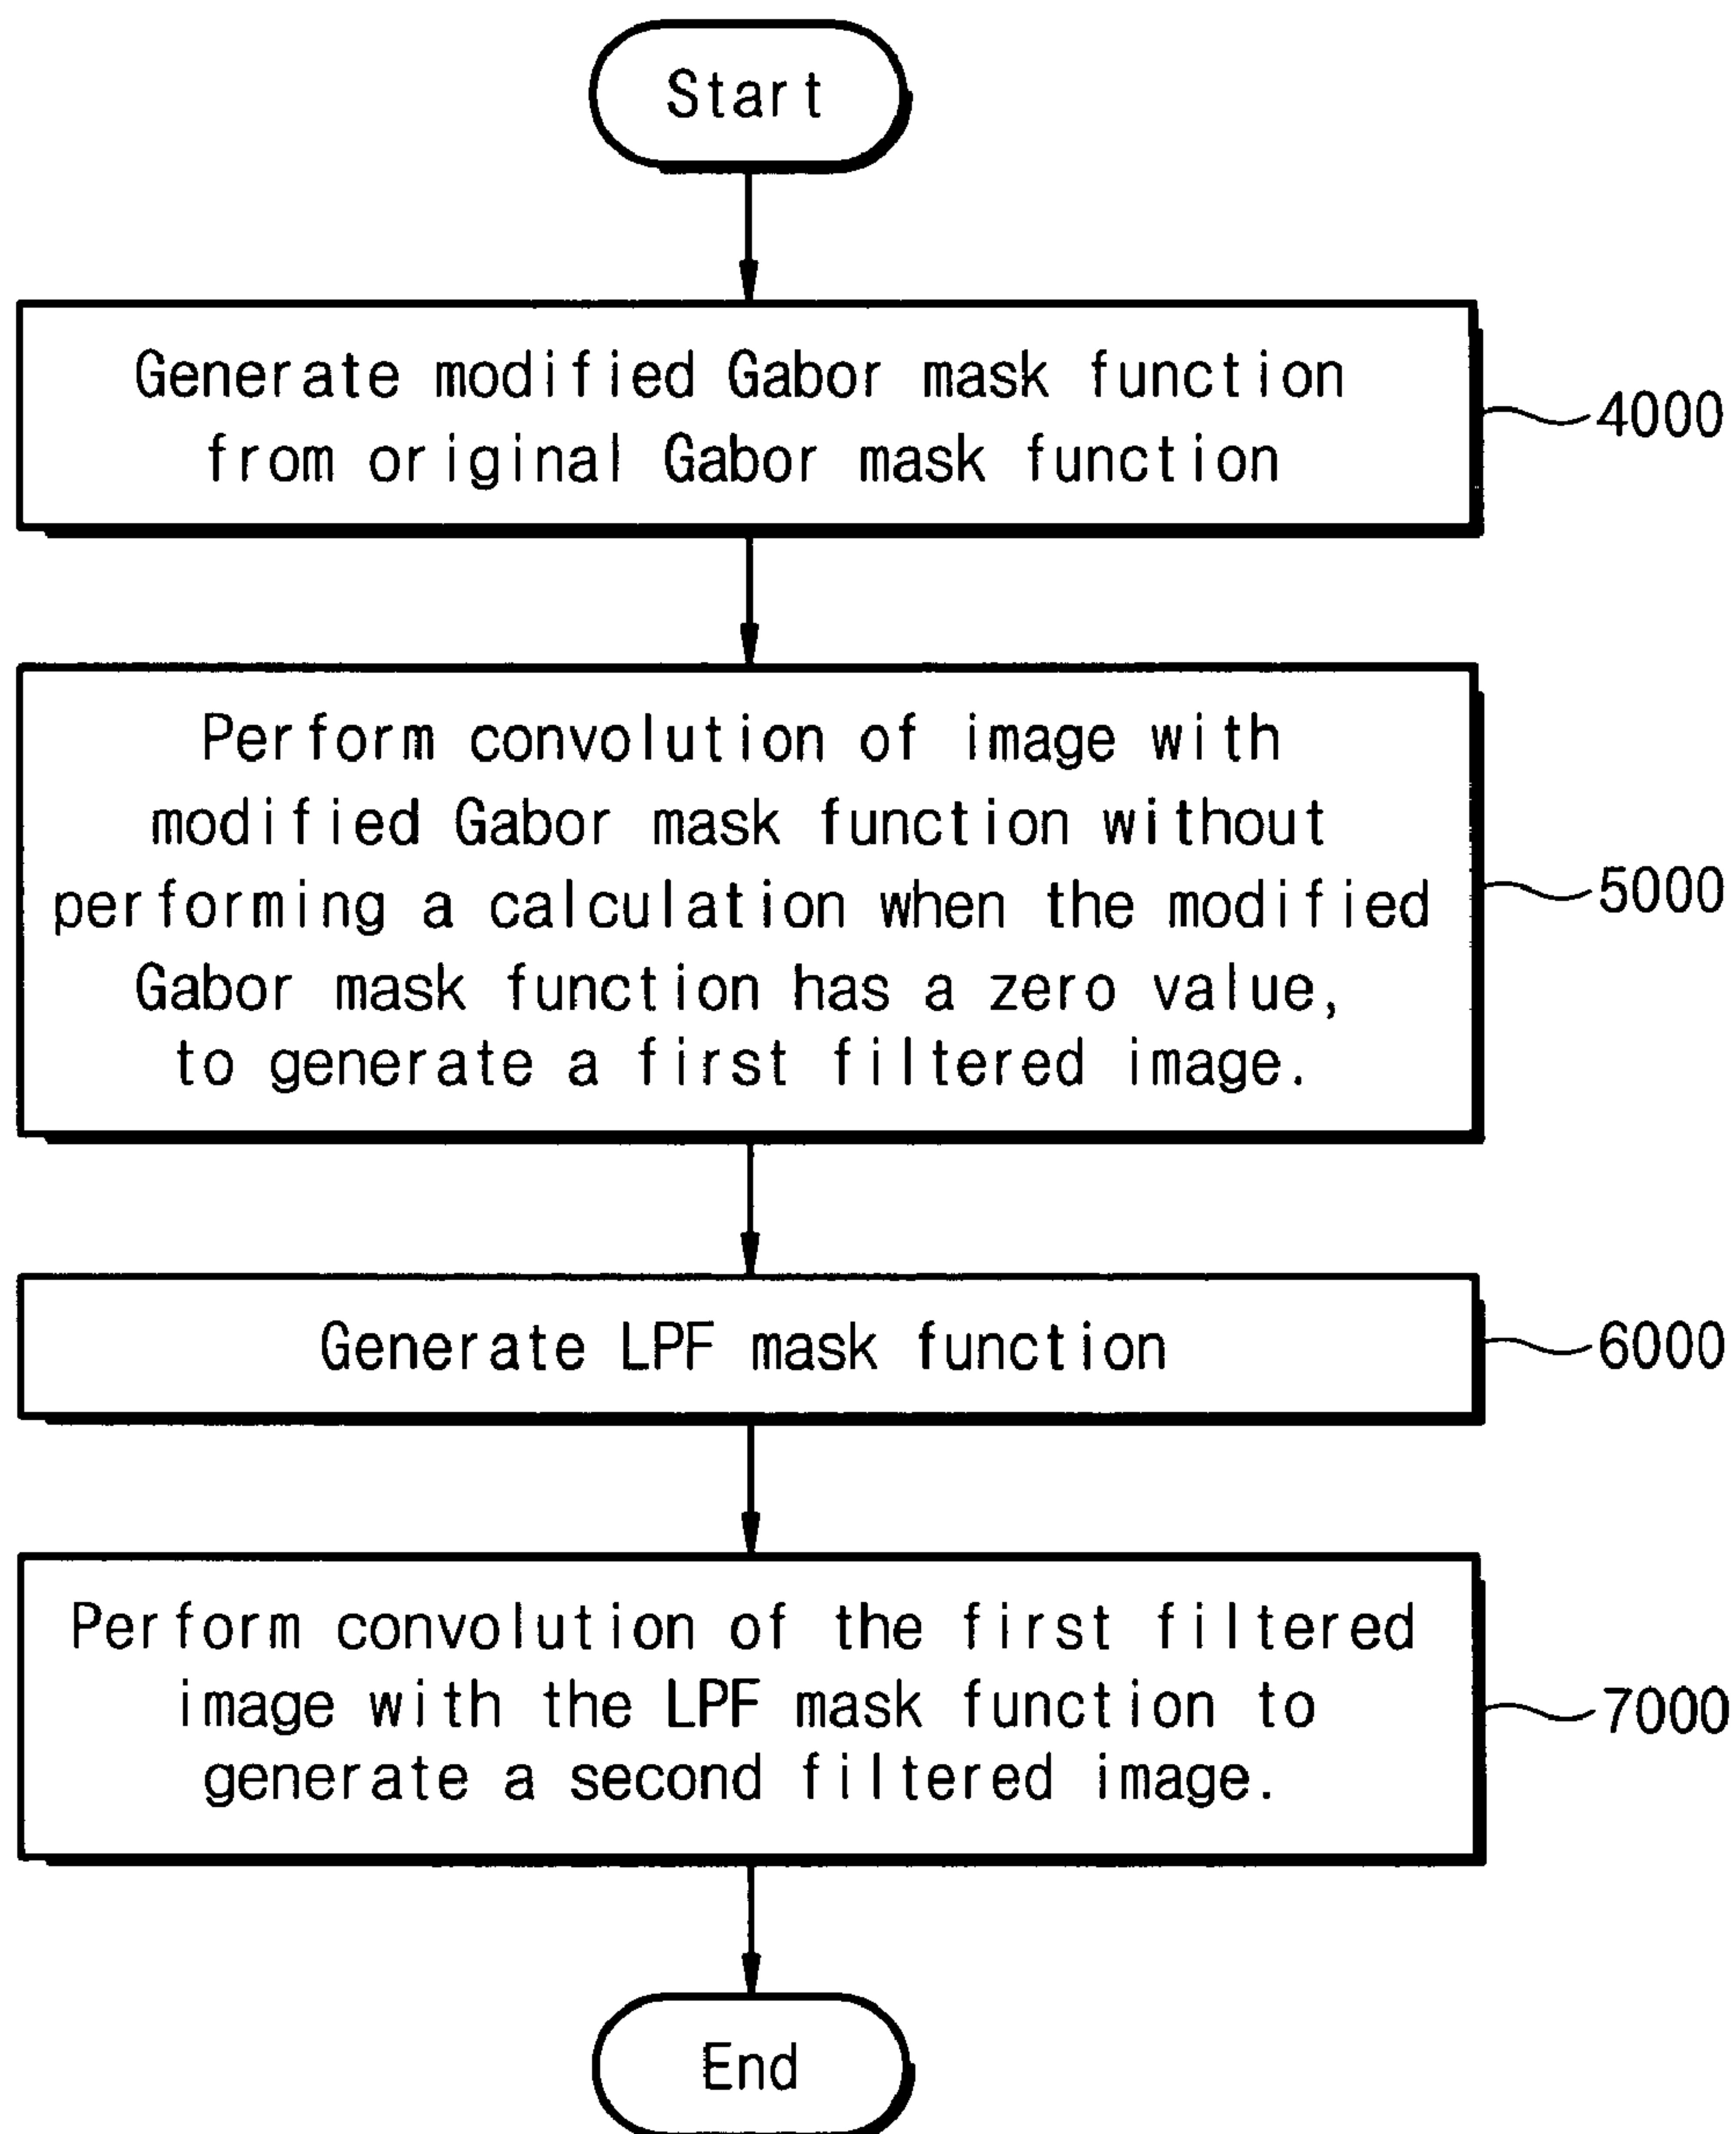 Start
Generate modified Gabor mask function
from original Gabor mask function
4000
Perform convolution of image with
modified Gabor mask function without
performing a calculation when the modified
Gabor mask function has a zero value,
to generate a first filtered image.
5000
Generate LPF mask function
6000
Perform convolution of the first filtered
image with the LPF mask function to
generate a second filtered image.
7000
End